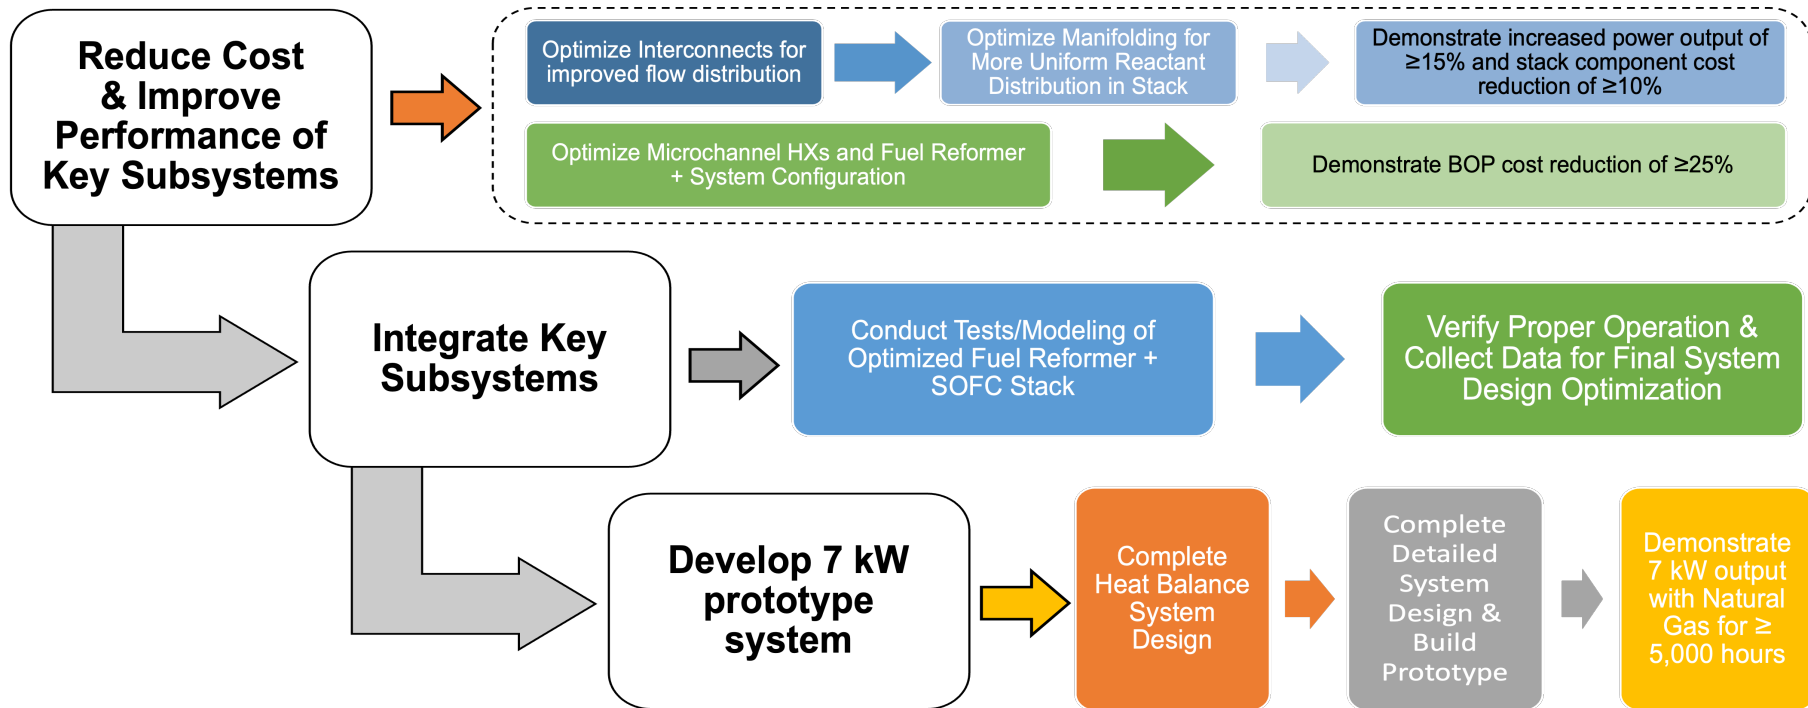 Reduce Cost
& Improve
Performance of
Key Subsystems
Optimize Interconnects for
improved flow distribution
Optimize Manifolding for
More Uniform Reactant
Distribution in Stack
Demonstrate increased power output of
≥15% and stack component cost
reduction of ≥10%
Optimize Microchannel HXs and Fuel Reformer
+ System Configuration
Demonstrate BOP cost reduction of ≥25%
Integrate Key
Subsystems
Conduct Tests/Modeling of
Optimized Fuel Reformer +
SOFC Stack
Verify Proper Operation &
Collect Data for Final System
Design Optimization
Develop 7 kW
prototype
system
Complete
Heat Balance
System
Design
Complete
Detailed
System
Design &
Build
Prototype
Demonstrate
7 kW output
with Natural
Gas for ≥
5,000 hours